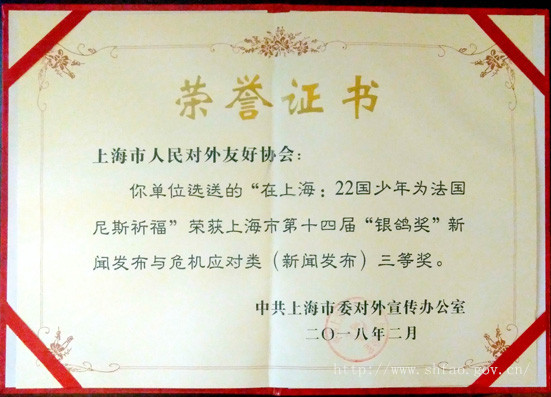 荣誉证书
上海市人民对外友好协会：
你单位选送的“在上海：22国少年为法国
尼斯祈福”荣获上海市第十四届“银鸽奖”新
闻发布与危机应对类（新闻发布）三等奖。
中共上海市委对外宣传办公室
二〇一八年二月
http://www.shfao.gov.cn/